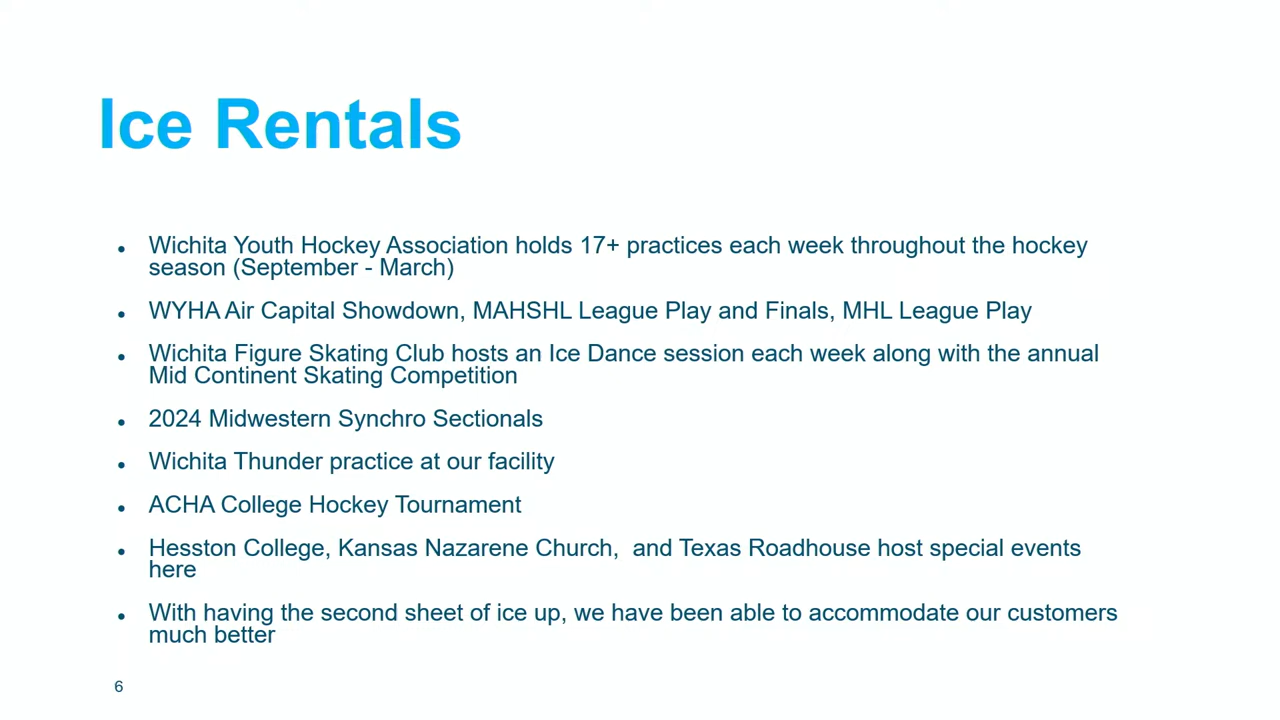 Ice Rentals
• Wichita Youth Hockey Association holds 17+ practices each week throughout the hockey
season (September - March)
• WYHA Air Capital Showdown, MAHSHL League Play and Finals, MHL League Play
• Wichita Figure Skating Club hosts an Ice Dance session each week along with the annual
Mid Continent Skating Competition
• 2024 Midwestern Synchro Sectionals
• Wichita Thunder practice at our facility
• ACHA College Hockey Tournament
• Hesston College, Kansas Nazarene Church,  and Texas Roadhouse host special events
here
• With having the second sheet of ice up, we have been able to accommodate our customers
much better
6